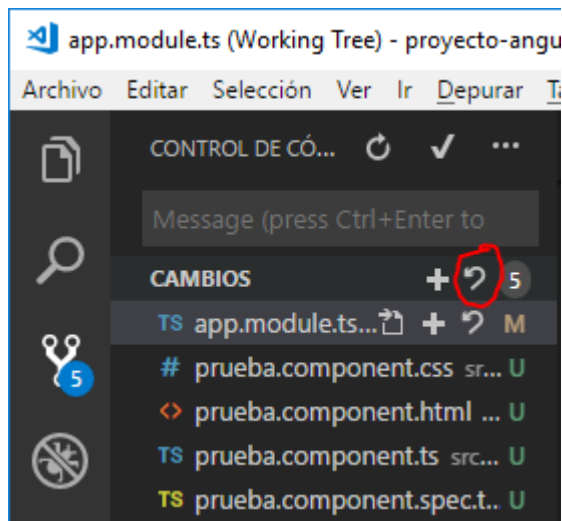 app.module.ts (Working Tree) - proyecto-angu
Archivo Editar Selección Ver Ir Depurar Ta
CONTROL DE CÓ... ...
Message (press Ctrl+Enter to
CAMBIOS 5
TS app.module.ts... M
# prueba.component.css sr... U
<> prueba.component.html ... U
5
TS prueba.component.ts src... U
TS prueba.component.spec.t... U